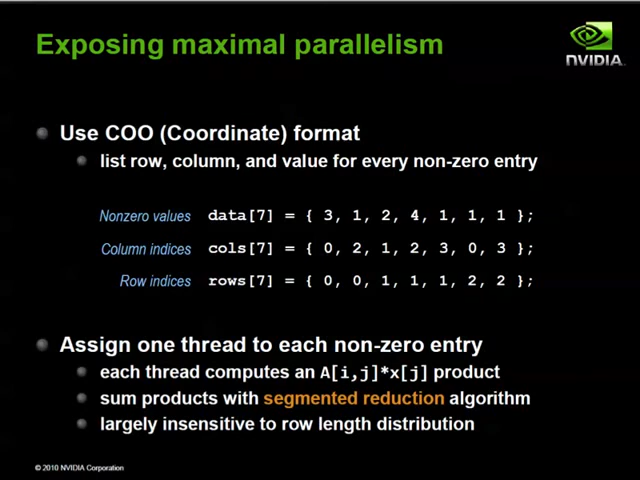 Exposing maximal parallelism
NVIDIA.
Use COO (Coordinate) format
list row, column, and value for every non-zero entry
Nonzero values data[7] = { 3, 1, 2, 4, 1, 1, 1 };
Column indices cols[7] = { 0, 2, 1, 2, 3, 0, 3 };
Row indices rows[7] = { 0, 0, 1, 1, 1, 2, 2 };
Assign one thread to each non-zero entry
each thread computes an A[i,j]*x[j] product
sum products with segmented reduction algorithm
largely insensitive to row length distribution
© 2010 NVIDIA Corporation